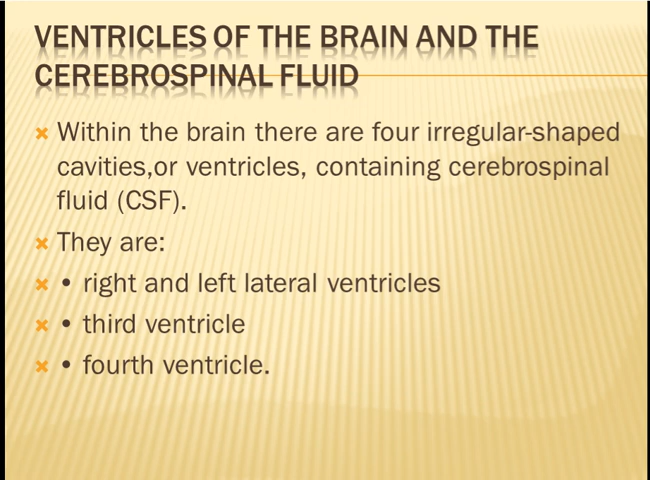 VENTRICLES OF THE BRAIN AND THE
CEREBROSPINAL FLUID
Within the brain there are four irregular-shaped
cavities,or ventricles, containing cerebrospinal
fluid (CSF).
They are:
• right and left lateral ventricles
• third ventricle
• fourth ventricle.